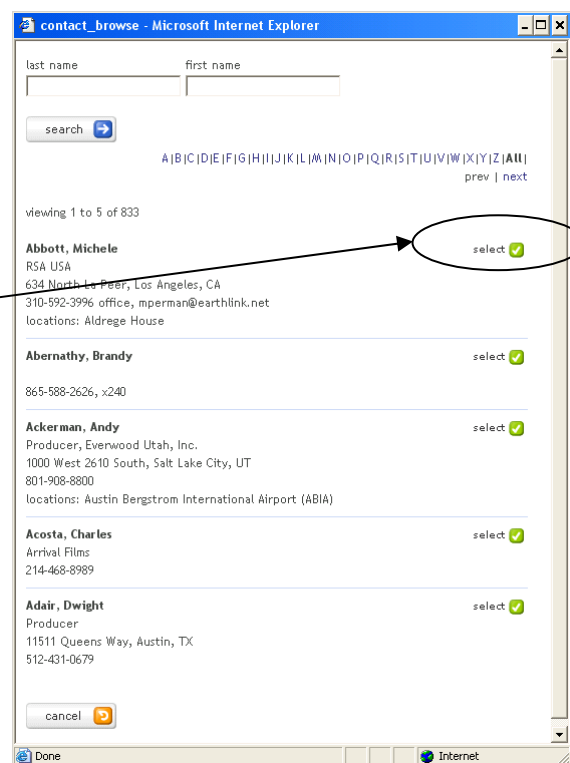 contact_browse - Microsoft Internet Explorer
last name first name
search
A|B|C|D|E|F|G|H|I|J|K|L|M|N|O|P|Q|R|S|T|U|V|W|X|Y|Z|All|
prev | next
viewing 1 to 5 of 833
Abbott, Michele select
RSA USA
634 North La Peer, Los Angeles, CA
310-592-3996 office, mperman@earthlink.net
locations: Aldrege House
Abernathy, Brandy select
865-588-2626, x240
Ackerman, Andy select
Producer, Everwood Utah, Inc.
1000 West 2610 South, Salt Lake City, UT
801-908-8800
locations: Austin Bergstrom International Airport (ABIA)
Acosta, Charles select
Arrival Films
214-468-8989
Adair, Dwight select
Producer
11511 Queens Way, Austin, TX
512-431-0679
cancel
Done Internet